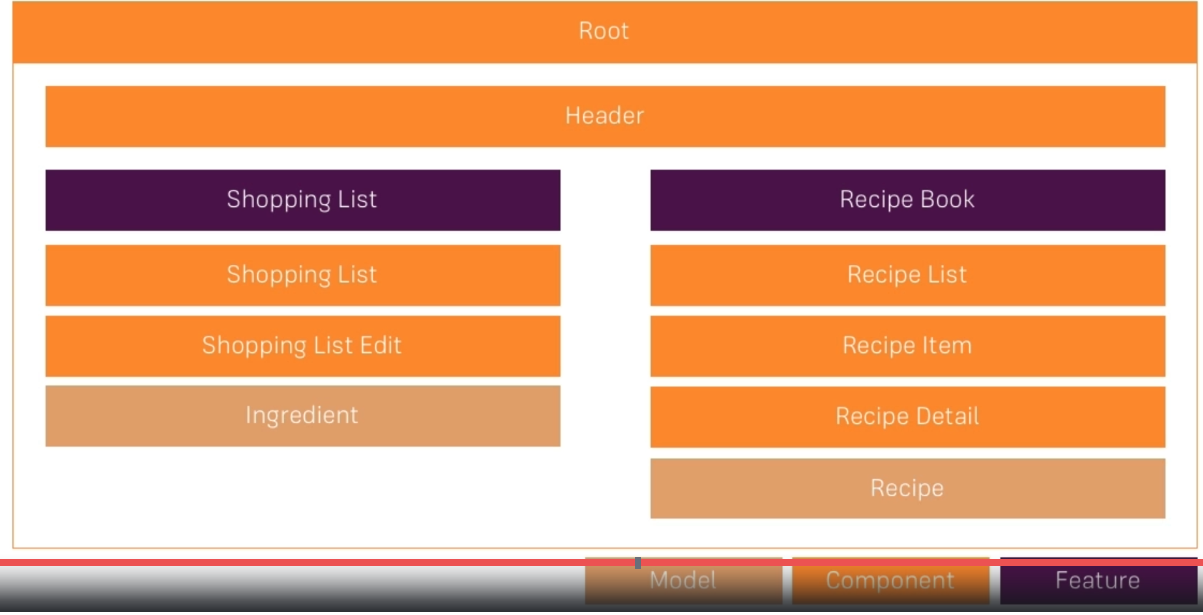 Root
Header
Shopping List
Shopping List
Shopping List Edit
Ingredient
Recipe Book
Recipe List
Recipe Item
Recipe Detail
Recipe
Model
Component
Feature